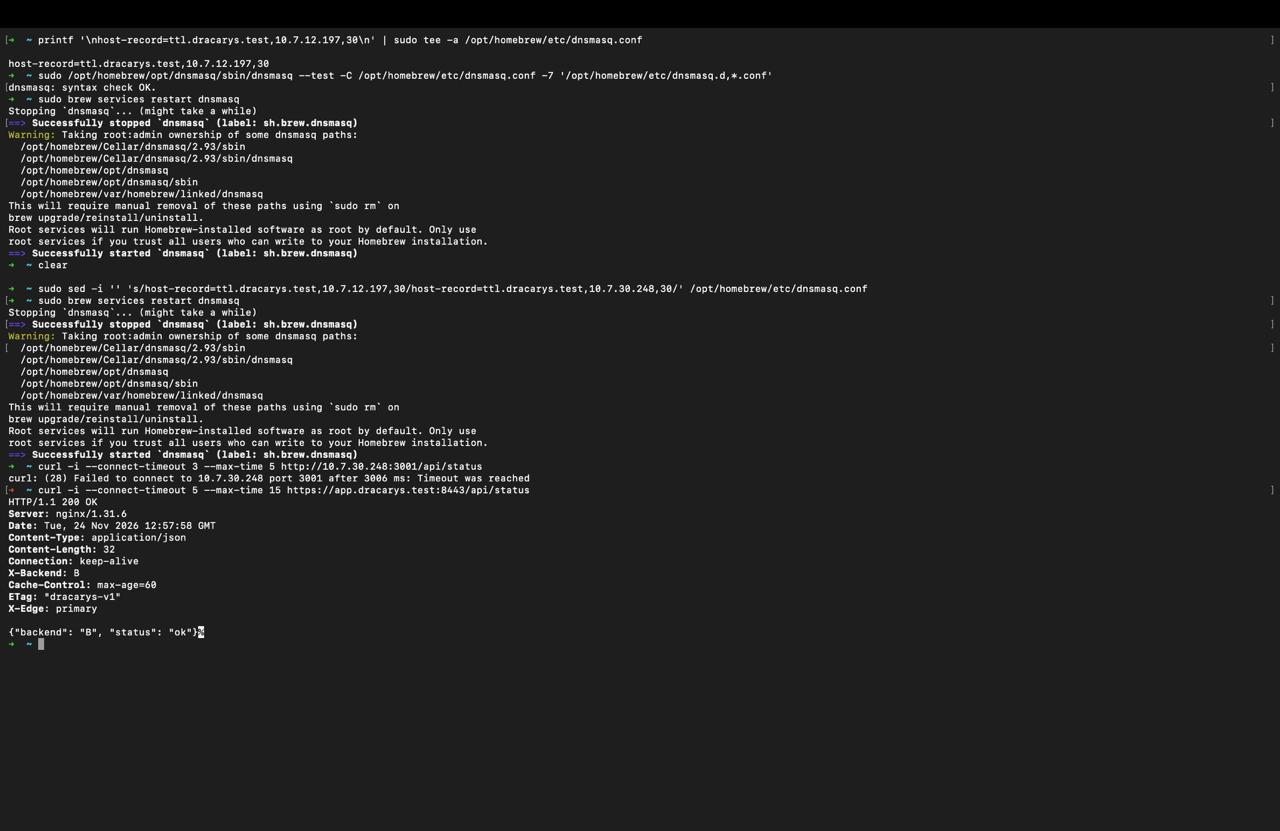 [→ ~ printf '\nhost-record=ttl.dracarys.test,10.7.12.197,30\n' | sudo tee -a /opt/homebrew/etc/dnsmasq.conf ]
host-record=ttl.dracarys.test,10.7.12.197,30
→ ~ sudo /opt/homebrew/opt/dnsmasq/sbin/dnsmasq --test -C /opt/homebrew/etc/dnsmasq.conf -7 '/opt/homebrew/etc/dnsmasq.d,*.conf'
[dnsmasq: syntax check OK. ]
→ ~ sudo brew services restart dnsmasq
Stopping `dnsmasq`... (might take a while)
[==> Successfully stopped `dnsmasq` (label: sh.brew.dnsmasq) ]
Warning: Taking root:admin ownership of some dnsmasq paths:
  /opt/homebrew/Cellar/dnsmasq/2.93/sbin
  /opt/homebrew/Cellar/dnsmasq/2.93/sbin/dnsmasq
  /opt/homebrew/opt/dnsmasq
  /opt/homebrew/opt/dnsmasq/sbin
  /opt/homebrew/var/homebrew/linked/dnsmasq
This will require manual removal of these paths using `sudo rm` on
brew upgrade/reinstall/uninstall.
Root services will run Homebrew-installed software as root by default. Only use
root services if you trust all users who can write to your Homebrew installation.
==> Successfully started `dnsmasq` (label: sh.brew.dnsmasq)
→ ~ clear
→ ~ sudo sed -i '' 's/host-record=ttl.dracarys.test,10.7.12.197,30/host-record=ttl.dracarys.test,10.7.30.248,30/' /opt/homebrew/etc/dnsmasq.conf
[→ ~ sudo brew services restart dnsmasq ]
Stopping `dnsmasq`... (might take a while)
[==> Successfully stopped `dnsmasq` (label: sh.brew.dnsmasq) ]
Warning: Taking root:admin ownership of some dnsmasq paths:
[ /opt/homebrew/Cellar/dnsmasq/2.93/sbin ]
  /opt/homebrew/Cellar/dnsmasq/2.93/sbin/dnsmasq
  /opt/homebrew/opt/dnsmasq
  /opt/homebrew/opt/dnsmasq/sbin
  /opt/homebrew/var/homebrew/linked/dnsmasq
This will require manual removal of these paths using `sudo rm` on
brew upgrade/reinstall/uninstall.
Root services will run Homebrew-installed software as root by default. Only use
root services if you trust all users who can write to your Homebrew installation.
==> Successfully started `dnsmasq` (label: sh.brew.dnsmasq)
→ ~ curl -i --connect-timeout 3 --max-time 5 http://10.7.30.248:3001/api/status
curl: (28) Failed to connect to 10.7.30.248 port 3001 after 3006 ms: Timeout was reached
[→ ~ curl -i --connect-timeout 5 --max-time 15 https://app.dracarys.test:8443/api/status ]
HTTP/1.1 200 OK
Server: nginx/1.31.6
Date: Tue, 24 Nov 2026 12:57:58 GMT
Content-Type: application/json
Content-Length: 32
Connection: keep-alive
X-Backend: B
Cache-Control: max-age=60
ETag: "dracarys-v1"
X-Edge: primary
{"backend": "B", "status": "ok"}%
→ ~